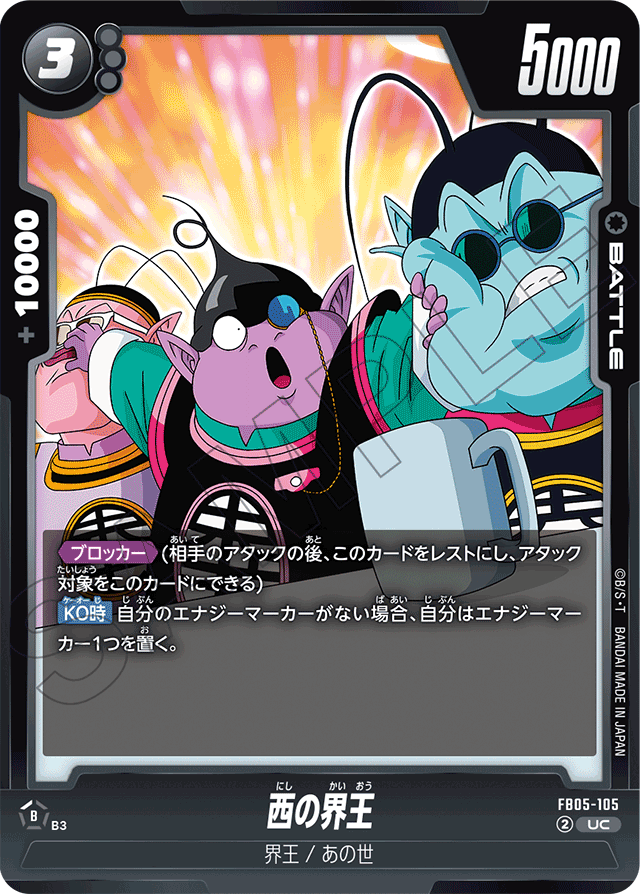 3
5000
+10000
BATTLE
SAMPLE
ブロッカー (相手のアタックの後、このカードをレストにし、アタック
対象をこのカードにできる)
KO時 自分のエナジーマーカーがない場合、自分はエナジーマー
カー1つを置く。
©B/S・T BANDAI MADE IN JAPAN
西の界王
B
B3
FB05-105
② UC
界王 / あの世